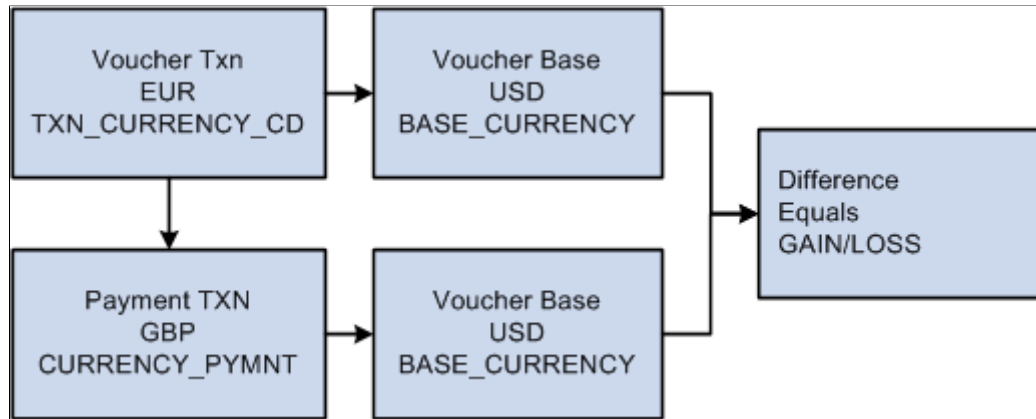 Voucher Txn
EUR
TXN_CURRENCY_CD
Voucher Base
USD
BASE_CURRENCY
Difference
Equals
GAIN/LOSS
Payment TXN
GBP
CURRENCY_PYMNT
Voucher Base
USD
BASE_CURRENCY